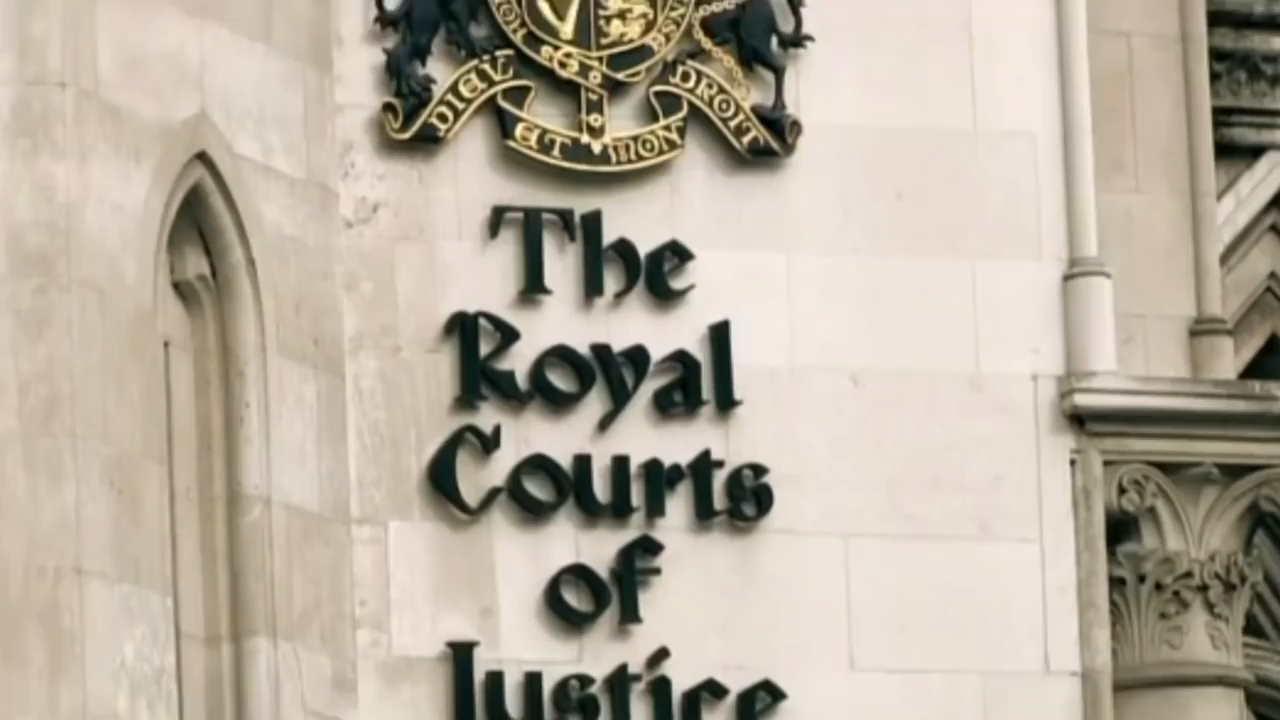 DIEU ET MON DROIT
The
Royal
Courts
of
Justice